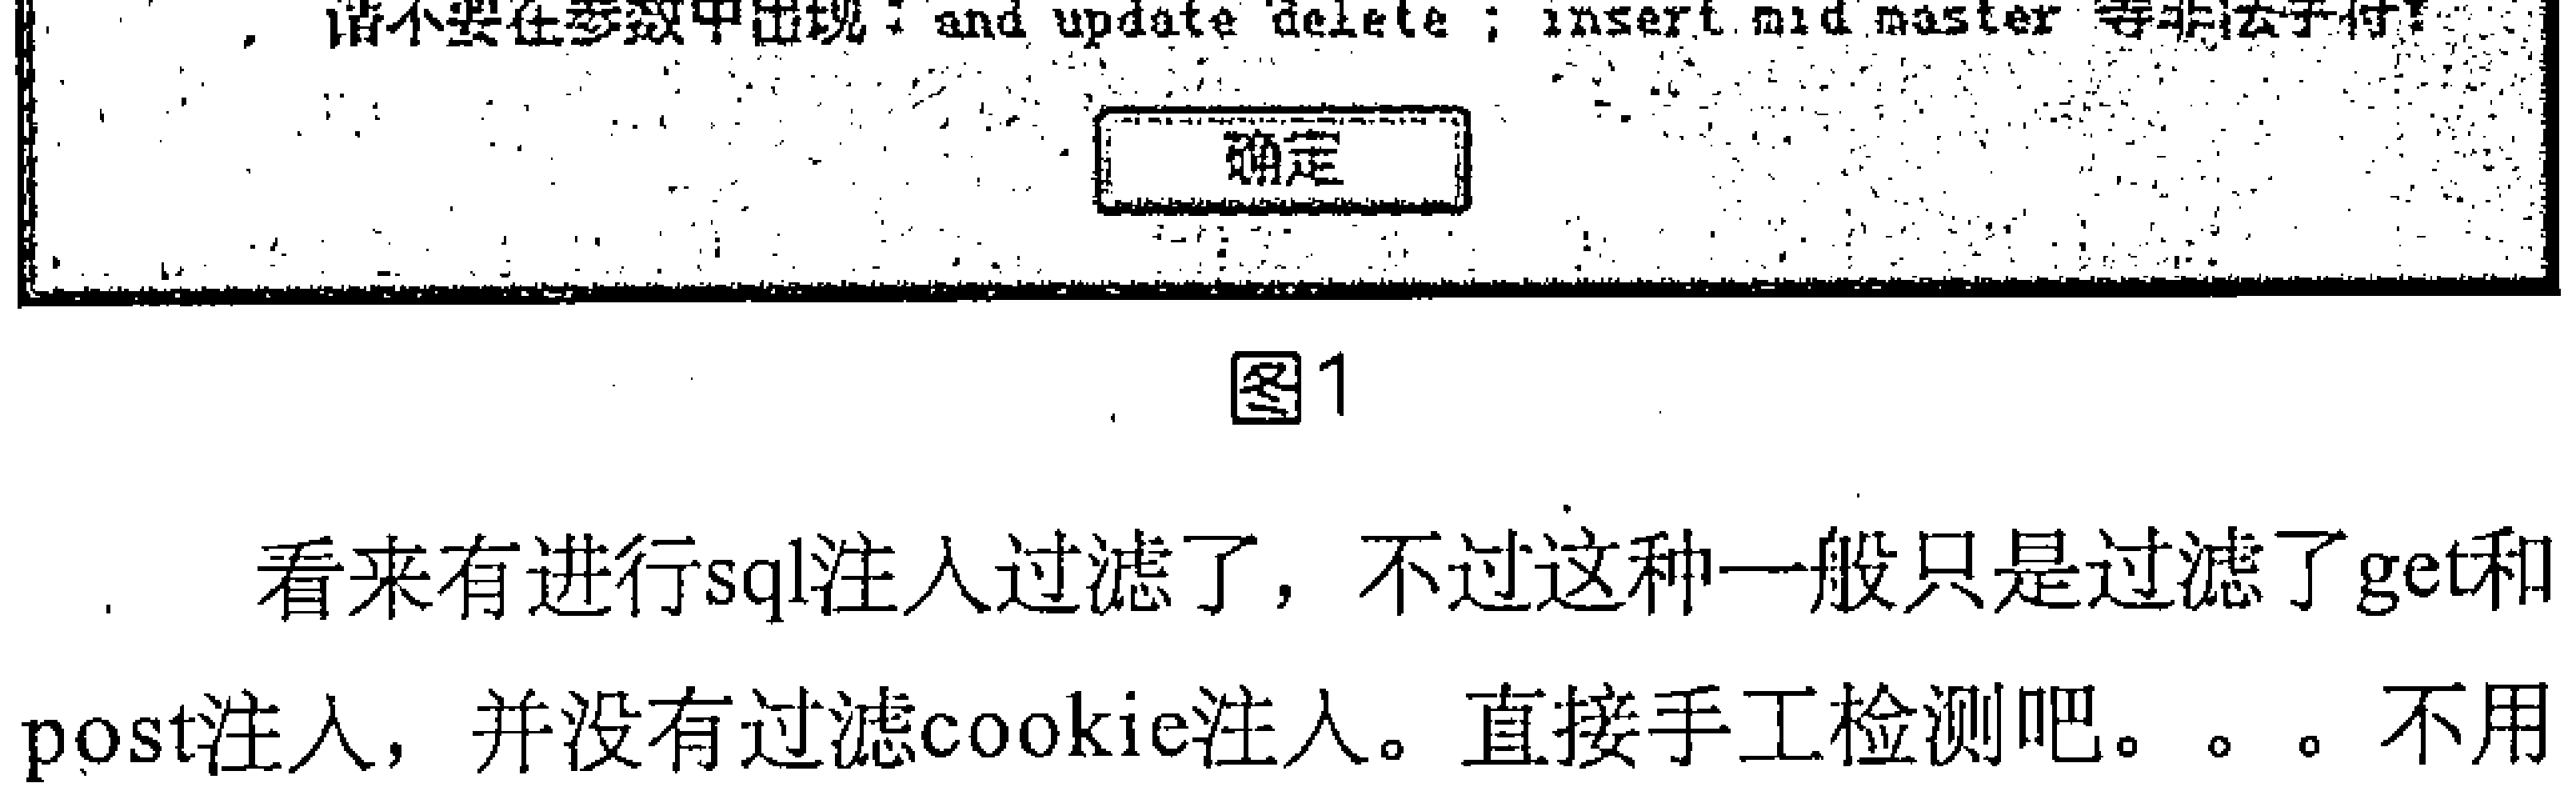 请不要在参数中出现：and update delete ; insert mid master 等非法字符!
确定
图1
看来有进行sql注入过滤了，不过这种一般只是过滤了get和
post注入，并没有过滤cookie注入。直接手工检测吧。。。不用